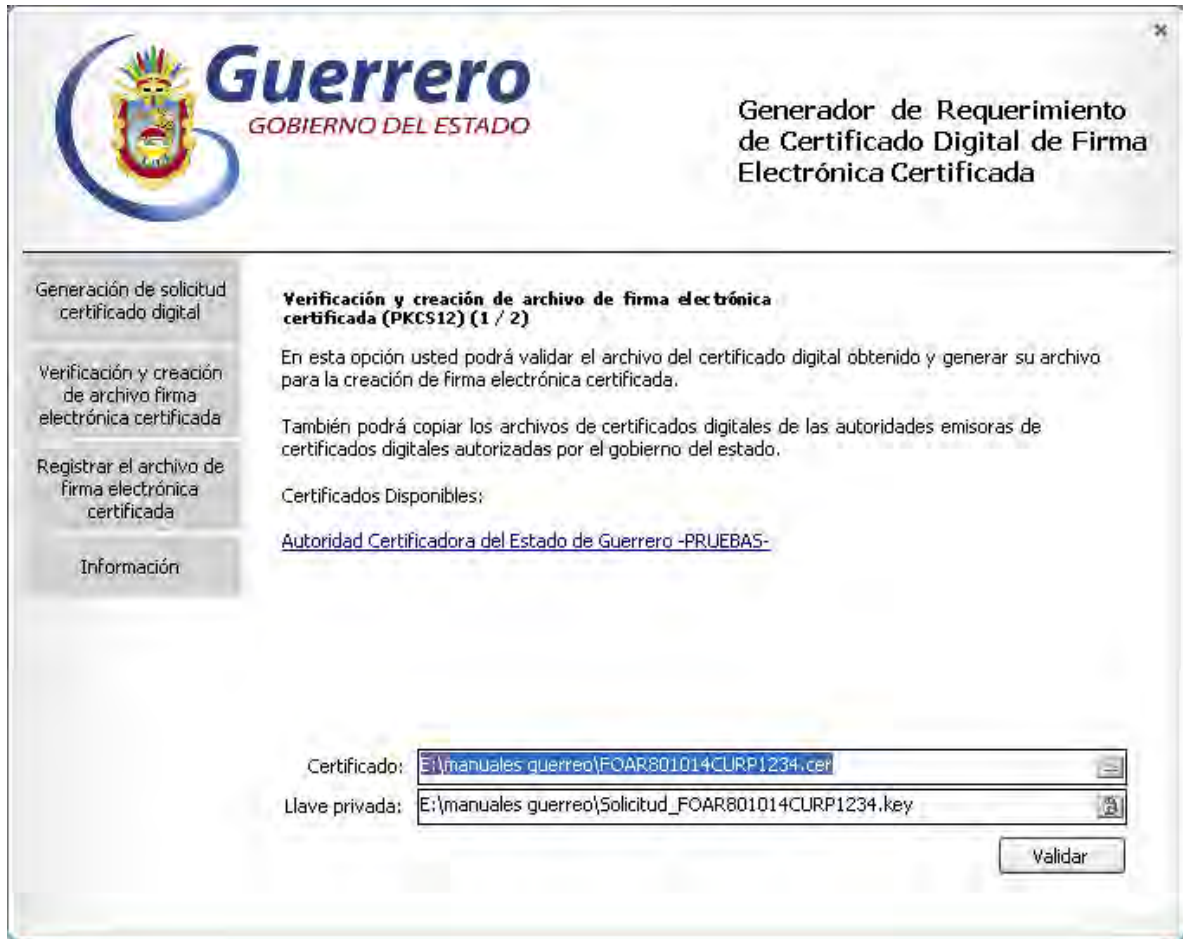 Guerrero
GOBIERNO DEL ESTADO
Generador de Requerimiento
de Certificado Digital de Firma
Electrónica Certificada
Generación de solicitud
certificado digital
Verificación y creación
de archivo firma
electrónica certificada
Registrar el archivo de
firma electrónica
certificada
Información
Verificación y creación de archivo de firma electrónica
certificada (PKCS12) (1 / 2)
En esta opción usted podrá validar el archivo del certificado digital obtenido y generar su archivo
para la creación de firma electrónica certificada.
También podrá copiar los archivos de certificados digitales de las autoridades emisoras de
certificados digitales autorizadas por el gobierno del estado.
Certificados Disponibles:
Autoridad Certificadora del Estado de Guerrero -PRUEBAS-
Certificado: E:\manuales guerreo\FOAR801014CURP1234.cer
Llave privada: E:\manuales guerreo\Solicitud_FOAR801014CURP1234.key
Validar